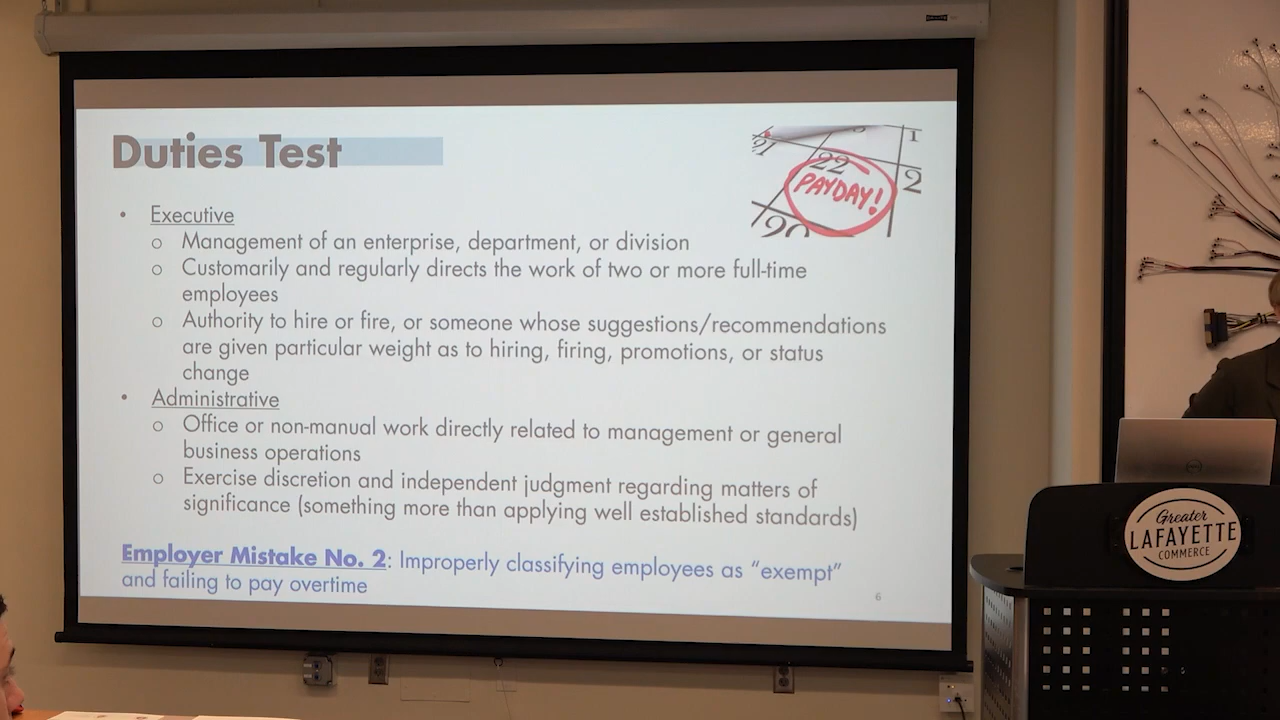 Duties Test
21
22
1
PAYDAY!
2
29
• Executive
o Management of an enterprise, department, or division
o Customarily and regularly directs the work of two or more full-time
employees
o Authority to hire or fire, or someone whose suggestions/recommendations
are given particular weight as to hiring, firing, promotions, or status
change
• Administrative
o Office or non-manual work directly related to management or general
business operations
o Exercise discretion and independent judgment regarding matters of
significance (something more than applying well established standards)
Employer Mistake No. 2: Improperly classifying employees as “exempt”
and failing to pay overtime
6
Greater
LAFAYETTE
COMMERCE
DELL